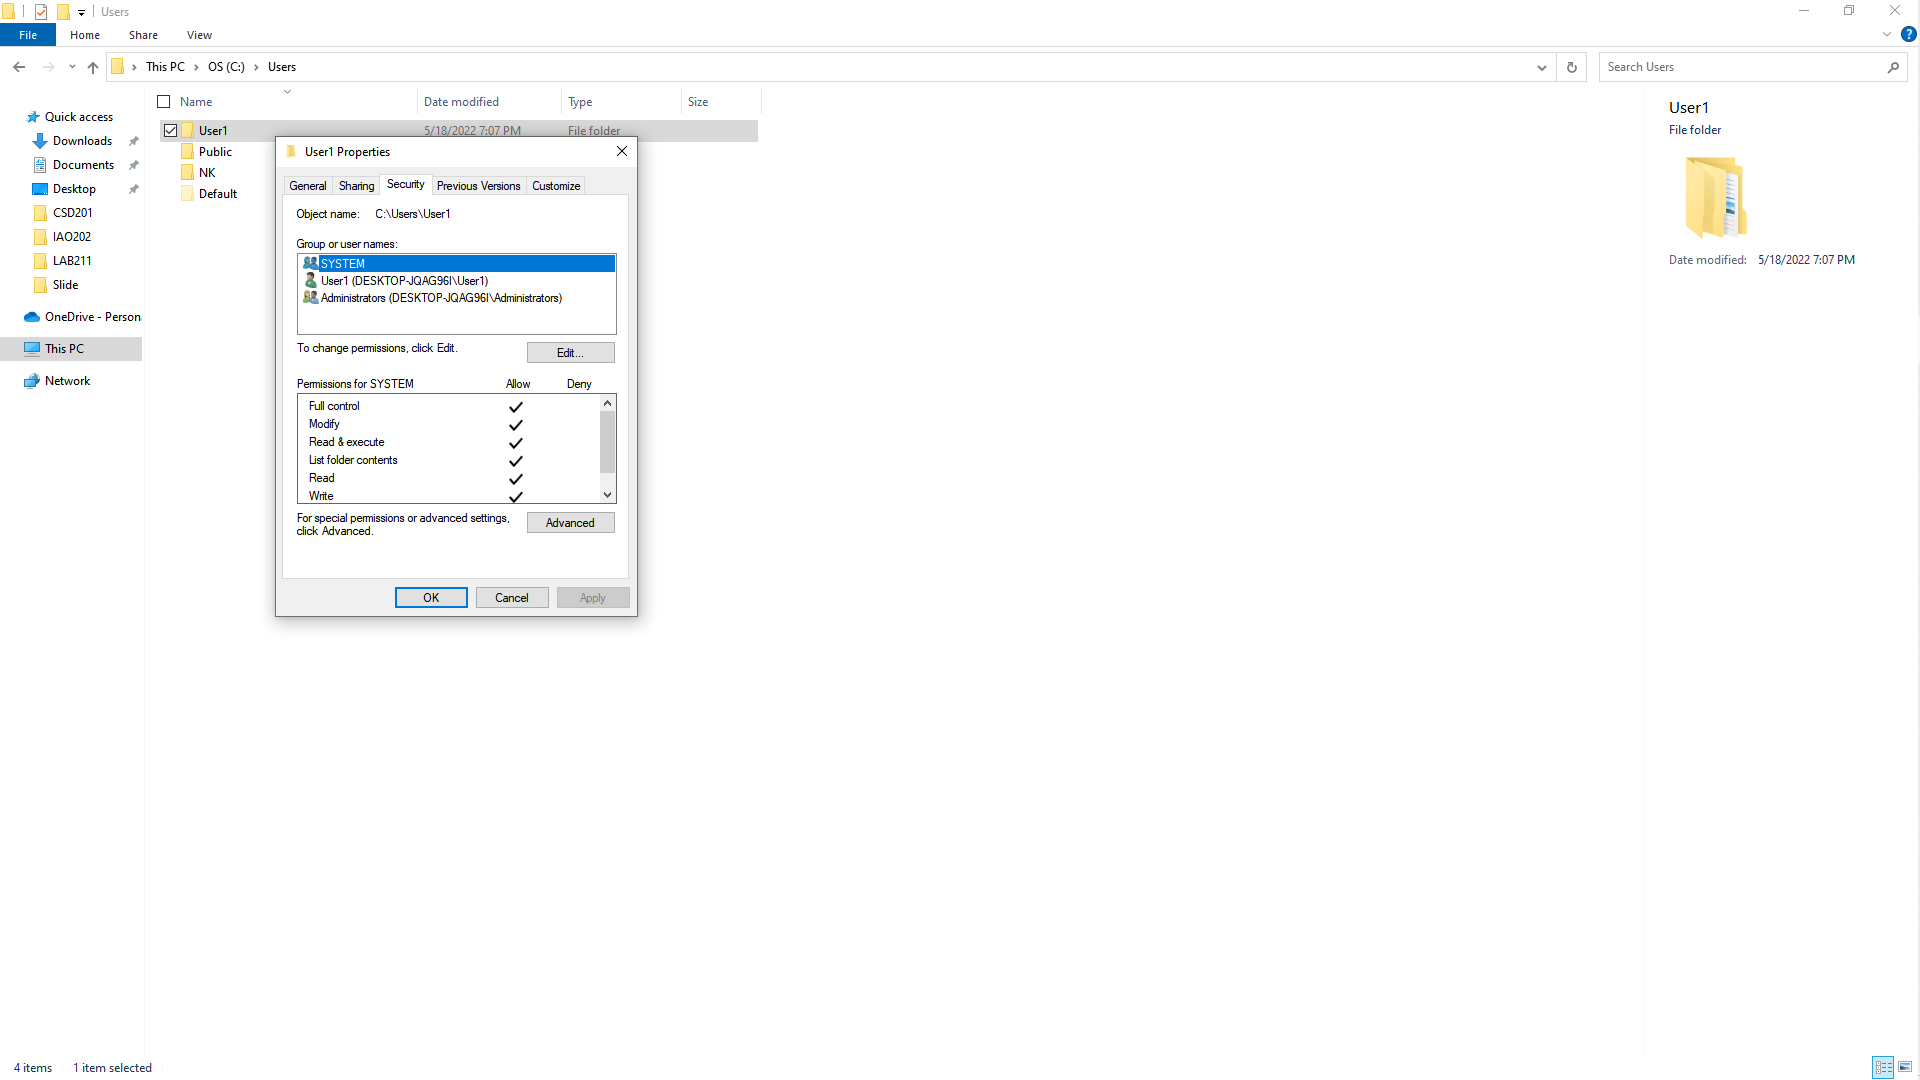 Users
File Home Share View
?
This PC OS (C:) Users
Search Users
Name Date modified Type Size
Quick access
Downloads
Documents
Desktop
CSD201
IAO202
LAB211
Slide
OneDrive - Person
This PC
Network
User1 5/18/2022 7:07 PM File folder
Public
NK
Default
User1 Properties
General Sharing Security Previous Versions Customize
Object name: C:\Users\User1
Group or user names:
SYSTEM
User1 (DESKTOP-JQAG96I\User1)
Administrators (DESKTOP-JQAG96I\Administrators)
To change permissions, click Edit.
Edit...
Permissions for SYSTEM Allow Deny
Full control
Modify
Read & execute
List folder contents
Read
Write
For special permissions or advanced settings,
click Advanced.
Advanced
OK Cancel Apply
User1
File folder
Date modified: 5/18/2022 7:07 PM
4 items 1 item selected